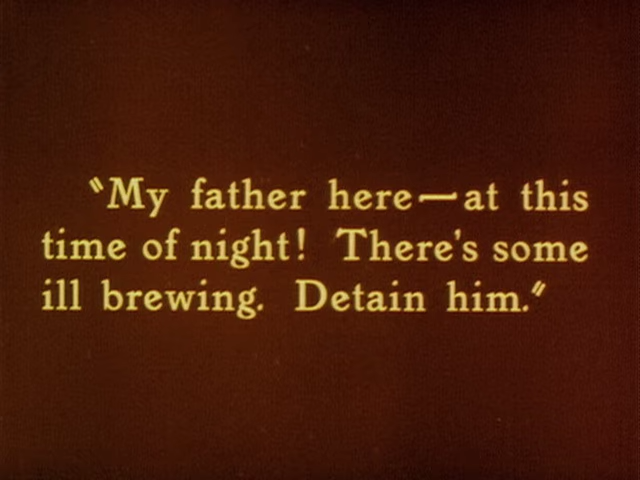 "My father here—at this
time of night! There's some
ill brewing. Detain him."